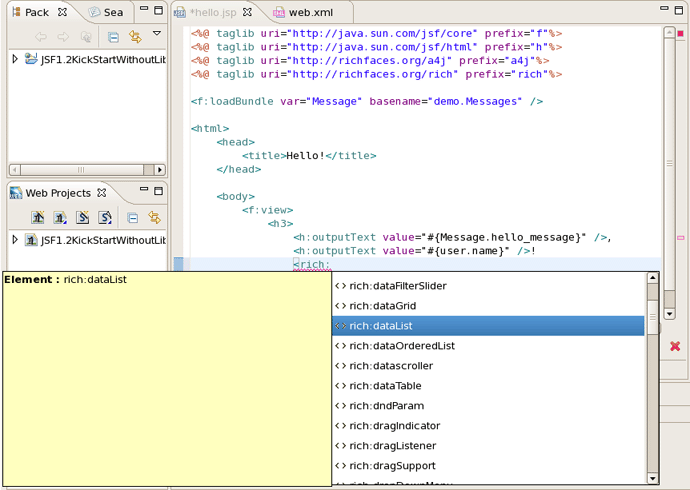 Pack
Sea
*hello.jsp
web.xml
JSF1.2KickStartWithoutLib
<%@ taglib uri="http://java.sun.com/jsf/core" prefix="f"%>
<%@ taglib uri="http://java.sun.com/jsf/html" prefix="h"%>
<%@ taglib uri="http://richfaces.org/a4j" prefix="a4j"%>
<%@ taglib uri="http://richfaces.org/rich" prefix="rich"%>
<f:loadBundle var="Message" basename="demo.Messages" />
<html>
<head>
<title>Hello!</title>
</head>
<body>
<f:view>
<h3>
<h:outputText value="#{Message.hello_message}" />,
<h:outputText value="#{user.name}" />!
<rich:
Web Projects
JSF1.2KickStartWithoutLib
Element : rich:dataList
rich:dataFilterSlider
rich:dataGrid
rich:dataList
rich:dataOrderedList
rich:datascroller
rich:dataTable
rich:dndParam
rich:dragIndicator
rich:dragListener
rich:dragSupport
rich:dropDownMenu